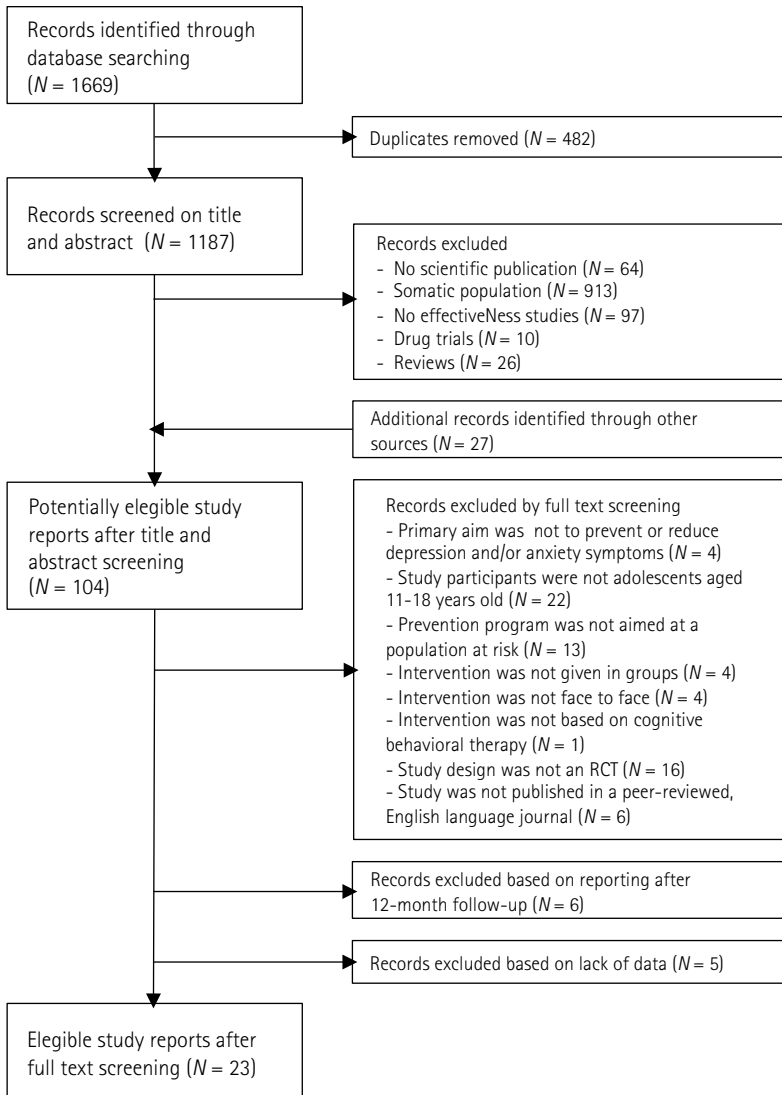 Records identified through
database searching
(N = 1669)
Duplicates removed (N = 482)
Records screened on title
and abstract (N = 1187)
Records excluded
- No scientific publication (N = 64)
- Somatic population (N = 913)
- No effectiveNess studies (N = 97)
- Drug trials (N = 10)
- Reviews (N = 26)
Additional records identified through other
sources (N = 27)
Potentially elegible study
reports after title and
abstract screening
(N = 104)
Records excluded by full text screening
- Primary aim was not to prevent or reduce
depression and/or anxiety symptoms (N = 4)
- Study participants were not adolescents aged
11-18 years old (N = 22)
- Prevention program was not aimed at a
population at risk (N = 13)
- Intervention was not given in groups (N = 4)
- Intervention was not face to face (N = 4)
- Intervention was not based on cognitive
behavioral therapy (N = 1)
- Study design was not an RCT (N = 16)
- Study was not published in a peer-reviewed,
English language journal (N = 6)
Records excluded based on reporting after
12-month follow-up (N = 6)
Records excluded based on lack of data (N = 5)
Elegible study reports after
full text screening (N = 23)